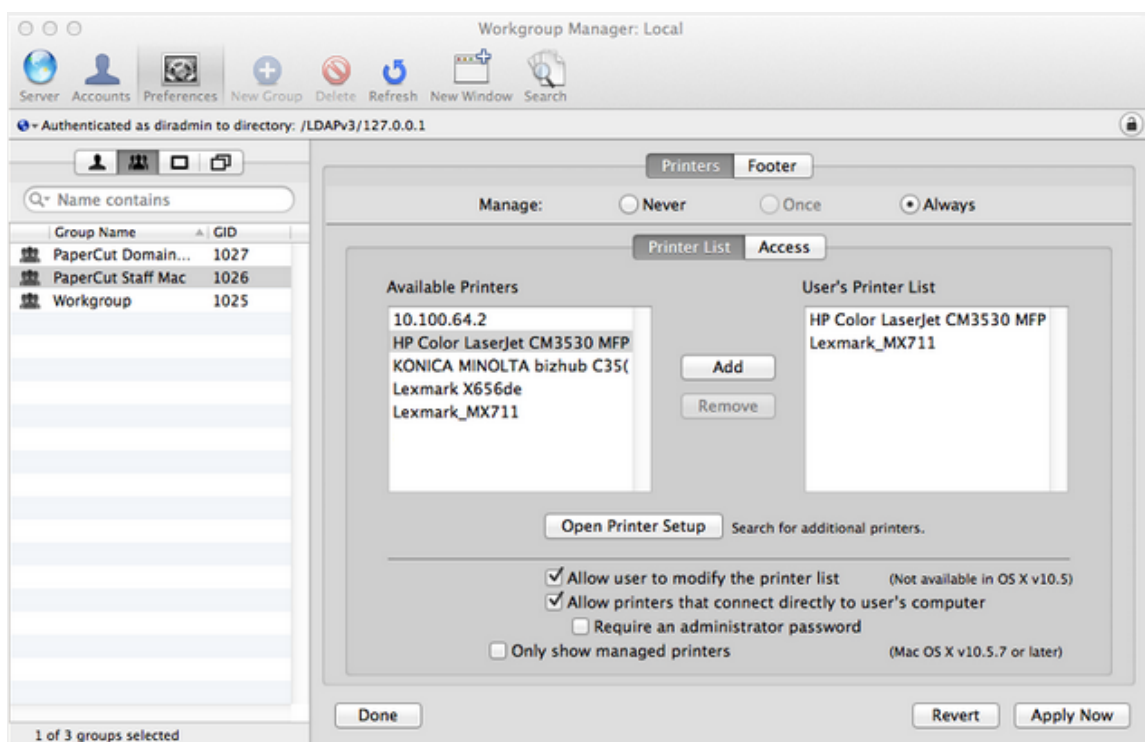 Workgroup Manager: Local
Server Accounts Preferences New Group Delete Refresh New Window Search
Authenticated as diradmin to directory: /LDAPv3/127.0.0.1
Printers Footer
Name contains
Manage: Never Once Always
Group Name GID
Printer List Access
PaperCut Domain... 1027
PaperCut Staff Mac 1026
Workgroup 1025
Available Printers User's Printer List
10.100.64.2 HP Color LaserJet CM3530 MFP
HP Color LaserJet CM3530 MFP Lexmark_MX711
KONICA MINOLTA bizhub C35(
Add
Lexmark X656de
Remove
Lexmark_MX711
Open Printer Setup Search for additional printers.
Allow user to modify the printer list (Not available in OS X v10.5)
Allow printers that connect directly to user's computer
Require an administrator password
Only show managed printers (Mac OS X v10.5.7 or later)
Done Revert Apply Now
1 of 3 groups selected